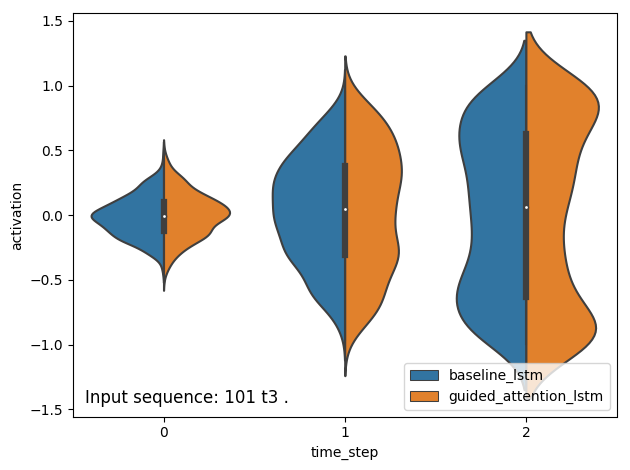 1.5
1.0
0.5
0.0
−0.5
−1.0
−1.5
activation
Input sequence: 101 t3 .
baseline_lstm
guided_attention_lstm
0
1
2
time_step